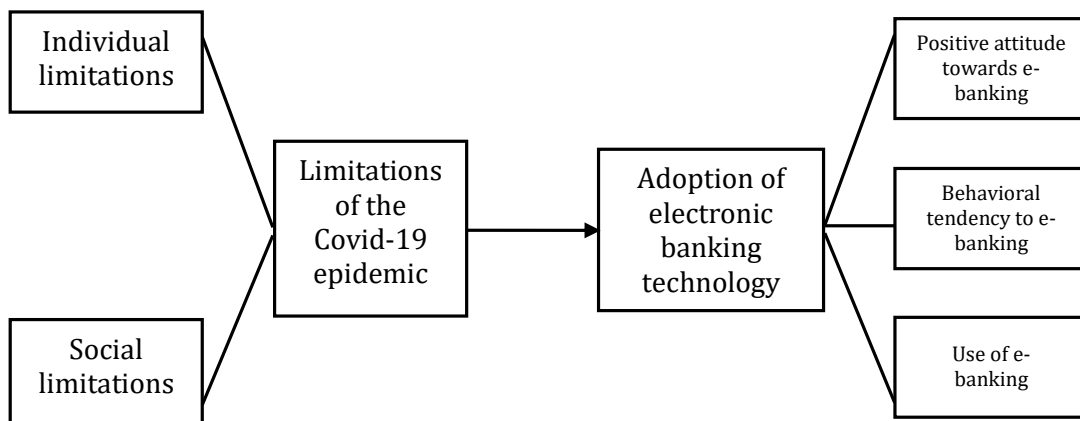 Individual
limitations
Social
limitations
Limitations
of the
Covid-19
epidemic
Adoption of
electronic
banking
technology
Positive attitude
towards e-
banking
Behavioral
tendency to e-
banking
Use of e-
banking